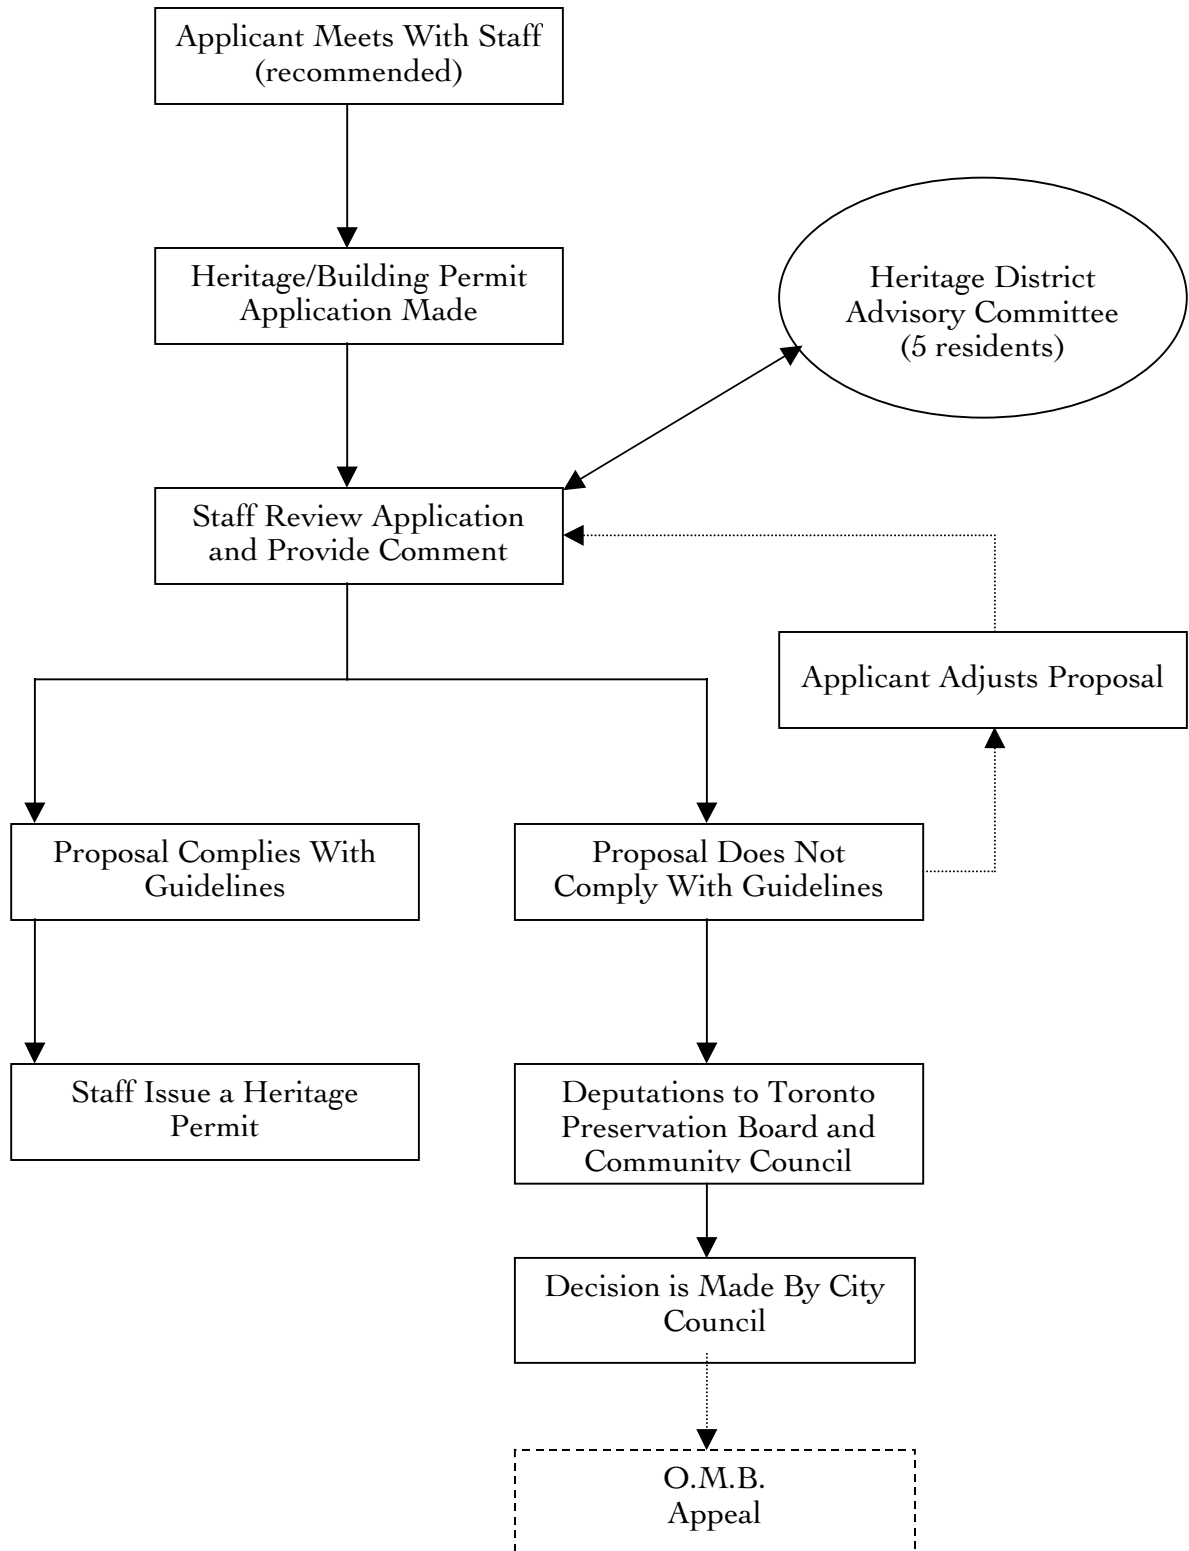 Applicant Meets With Staff
(recommended)
Heritage/Building Permit
Application Made
Heritage District
Advisory Committee
(5 residents)
Staff Review Application
and Provide Comment
Applicant Adjusts Proposal
Proposal Complies With
Guidelines
Proposal Does Not
Comply With Guidelines
Staff Issue a Heritage
Permit
Deputations to Toronto
Preservation Board and
Community Council
Decision is Made By City
Council
O.M.B.
Appeal